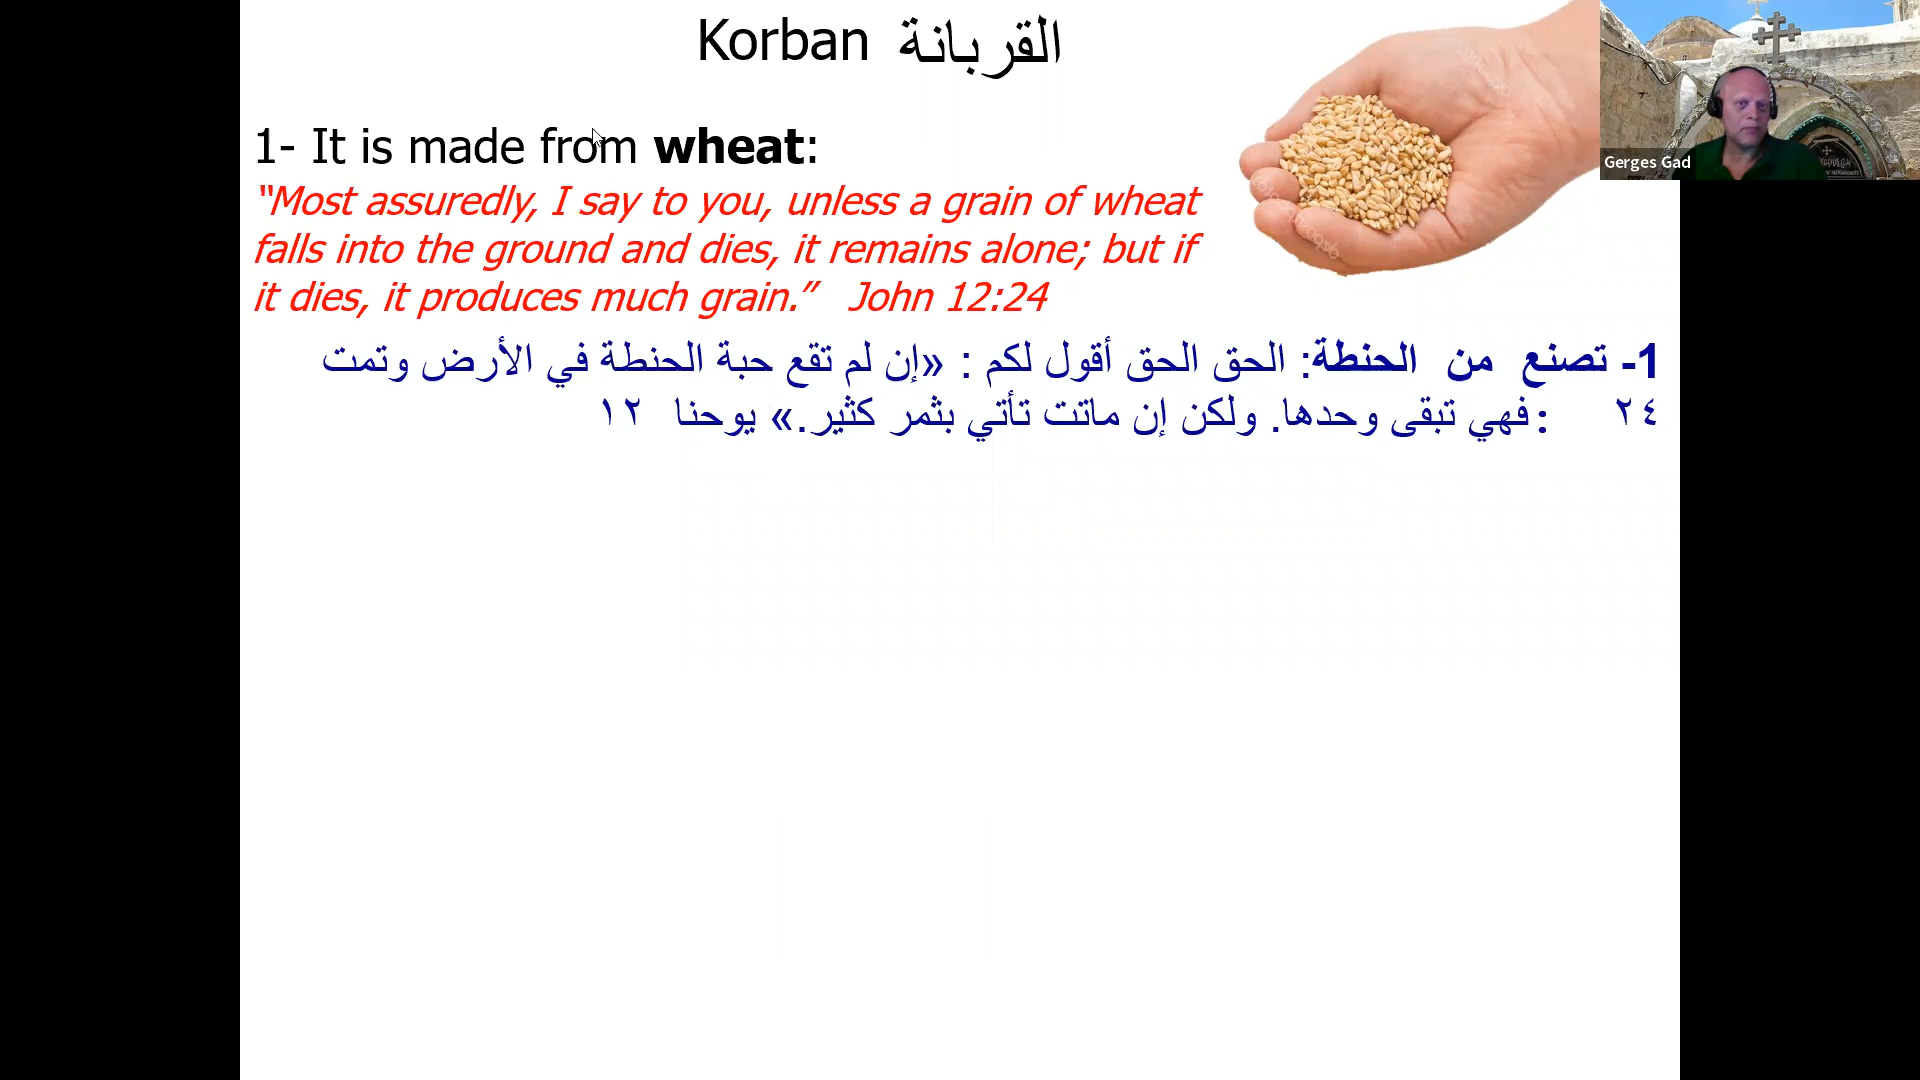 Korban القربانة
1- It is made from wheat:
“Most assuredly, I say to you, unless a grain of wheat
falls into the ground and dies, it remains alone; but if
it dies, it produces much grain.” John 12:24
1- تصنع من الحنطة: الحق الحق أقول لكم : «إن لم تقع حبة الحنطة في الأرض وتمت
٢٤ :فهي تبقى وحدها. ولكن إن ماتت تأتي بثمر كثير.» يوحنا ١٢
Gerges Gad